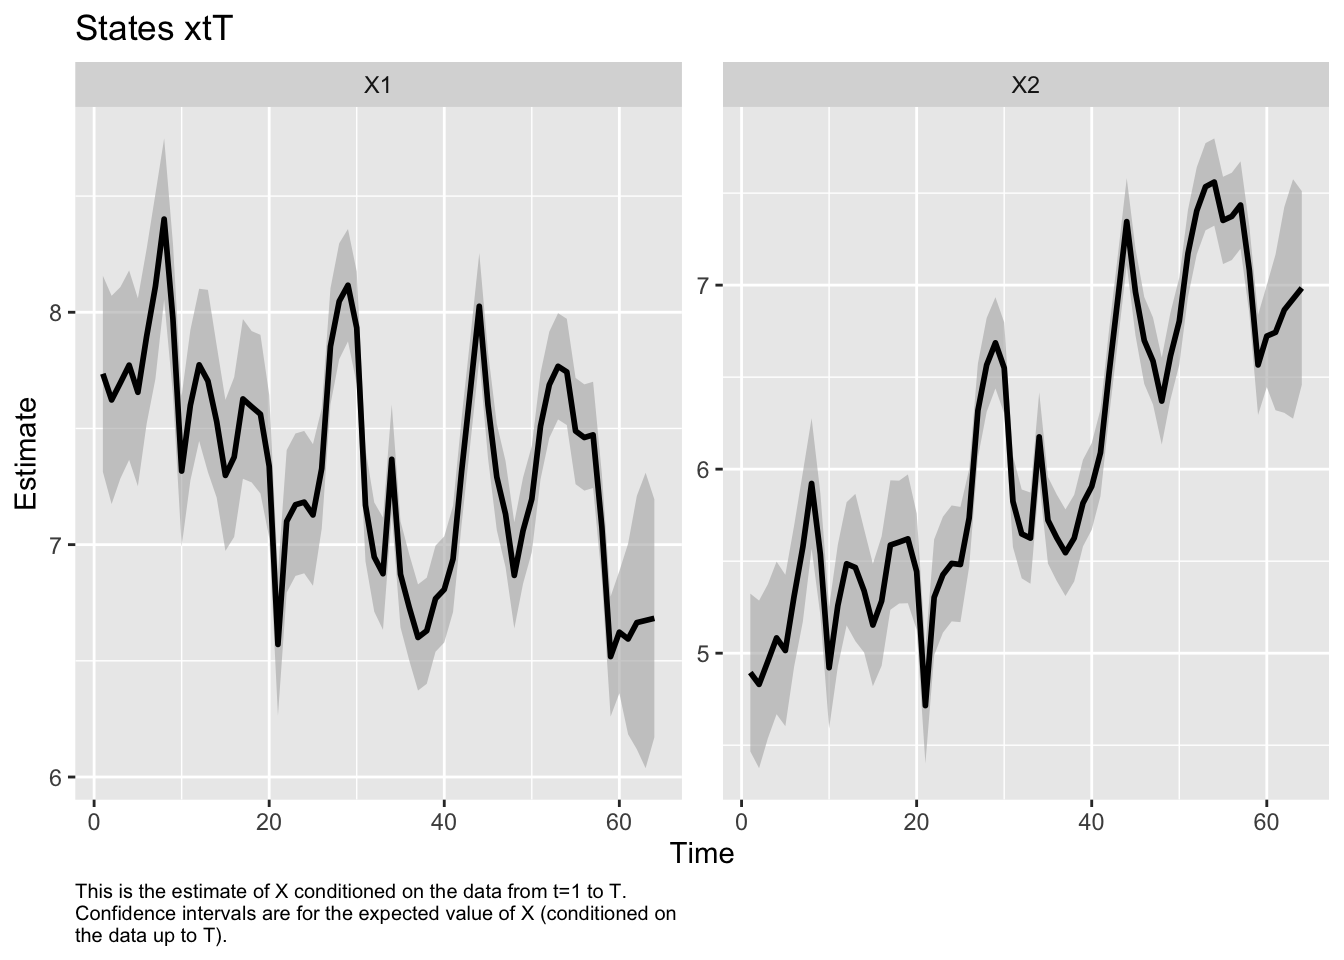 States xtT
X1
X2
Estimate
8
7
6
7
6
5
0
20
40
60
0
20
40
60
Time
This is the estimate of X conditioned on the data from t=1 to T.
Confidence intervals are for the expected value of X (conditioned on
the data up to T).